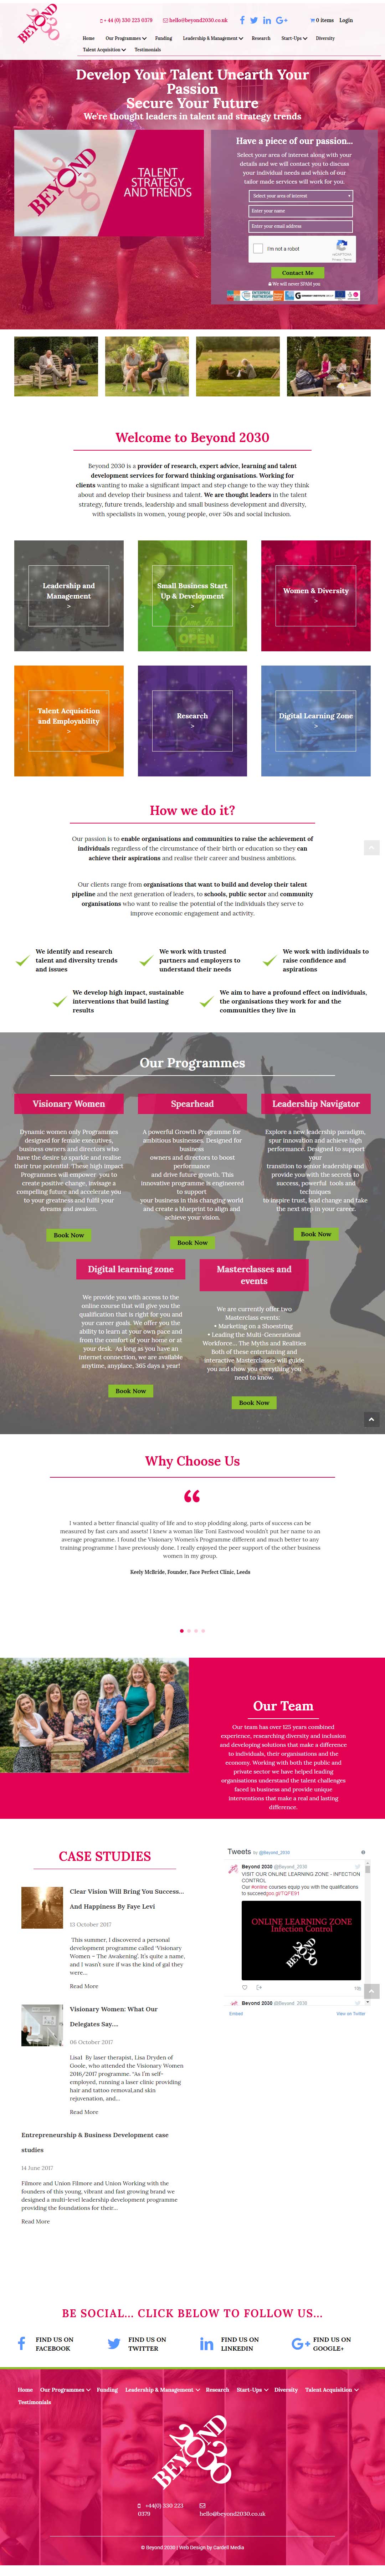 BEYOND 2030
+ 44 (0) 330 223 0379
hello@beyond2030.co.uk
0 items
Login
Home Our Programmes Funding Leadership & Management Research Start-Ups Diversity
Talent Acquisition Testimonials
Develop Your Talent Unearth Your
Passion
Secure Your Future
We're thought leaders in talent and strategy trends
BEYOND 2030
TALENT
STRATEGY
AND TRENDS
Have a piece of our passion...
Select your area of interest along with your
details and we will contact you to discuss
your individual needs and which of our
tailor made services will work for you.
Select your area of interest
Enter your name
Enter your email address
I'm not a robot
reCAPTCHA
Privacy - Terms
Contact Me
We will never SPAM you
Welcome to Beyond 2030
Beyond 2030 is a provider of research, expert advice, learning and talent
development services for forward thinking organisations. Working for
clients wanting to make a significant impact and step change to the way they think
about and develop their business and talent. We are thought leaders in the talent
strategy, future trends, leadership and small business development and diversity,
with specialists in women, young people, over 50s and social inclusion.
Leadership and
Management
>
Small Business Start
Up & Development
>
Women & Diversity
>
Talent Acquisition
and Employability
>
Research
>
Digital Learning Zone
>
How we do it?
Our passion is to enable organisations and communities to raise the achievement of
individuals regardless of the circumstance of their birth or education so they can
achieve their aspirations and realise their career and business ambitions.
Our clients range from organisations that want to build and develop their talent
pipeline and the next generation of leaders, to schools, public sector and community
organisations who want to realise the potential of the individuals they serve to
improve economic engagement and activity.
We identify and research
talent and diversity trends
and issues
We work with trusted
partners and employers to
understand their needs
We work with individuals to
raise confidence and
aspirations
We develop high impact, sustainable
interventions that build lasting
results
We aim to have a profound effect on individuals,
the organisations they work for and the
communities they live in
Our Programmes
Visionary Women
Dynamic women only Programmes
designed for female executives,
business owners and directors who
have the desire to sparkle and realise
their true potential. These high impact
Programmes will empower you to
create positive change, invisage a
compelling future and accelerate you
to your greatness and fulfil your
dreams and awaken.
Book Now
Spearhead
A powerful Growth Programme for
ambitious businesses. Designed for
business
owners and directors to boost
performance
and drive future growth. This
innovative programme is engineered
to support
your business in this changing world
and create a blueprint to align and
achieve your vision.
Book Now
Leadership Navigator
Explore a new leadership paradigm,
spur innovation and achieve high
performance. Designed to support
your
transition to senior leadership and
provide you with the secrets to
success, powerful tools and
techniques
to inspire trust, lead change and take
the next step in your career.
Book Now
Digital learning zone
We provide you with access to the
online course that will give you the
qualification that is right for you and
your career goals. We offer you the
ability to learn at your own pace and
from the comfort of your home or at
your desk. As long as you have an
internet connection, we are available
anytime, anyplace, 365 days a year!
Book Now
Masterclasses and
events
We are currently offer two
Masterclass events:
• Marketing on a Shoestring
• Leading the Multi-Generational
Workforce... The Myths and Realities
Both of these entertaining and
interactive Masterclasses will guide
you and show you everything you
need to know.
Book Now
Why Choose Us
“
I wanted a better financial quality of life and to stop plodding along, parts of success can be
measured by fast cars and assets! I knew a woman like Toni Eastwood wouldn't put her name to an
average programme. I found the Visionary Women's Programme different and much better to any
training programme I have previously done. I really enjoyed the peer support of the other business
women in my group.
Keely McBride, Founder, Face Perfect Clinic, Leeds
Our Team
Our team has over 125 years combined
experience, researching diversity and inclusion
and developing solutions that make a difference
to individuals, their organisations and the
economy. Working with both the public and
private sector we have helped leading
organisations understand the talent challenges
faced in business and provide unique
interventions that make a real and lasting
difference.
CASE STUDIES
Clear Vision Will Bring You Success...
And Happiness By Faye Levi
13 October 2017
This summer, I discovered a personal
development programme called 'Visionary
Women – The Awakening'. It's quite a name,
and I wasn't sure if was the kind of gal they
were...
Read More
Visionary Women: What Our
Delegates Say....
06 October 2017
Lisa1 By laser therapist, Lisa Dryden of
Goole, who attended the Visionary Women
2016/2017 programme. “As I'm self-
employed, running a laser clinic providing
hair and tattoo removal,and skin
rejuvenation, and...
Read More
Entrepreneurship & Business Development case
studies
14 June 2017
Filmore and Union Filmore and Union Working with the
founders of this young, vibrant and fast growing brand we
designed a multi-level leadership development programme
providing the foundations for their...
Read More
Tweets by @Beyond_2030
Beyond 2030 @Beyond_2030
VISIT OUR ONLINE LEARNING ZONE - INFECTION
CONTROL
Our #online courses equip you with the qualifications
to succeed goo.gl/TQFE91
ONLINE LEARNING ZONE
Infection Control
BEYOND 2030
Beyond 2030 @Beyond_2030
Embed
View on Twitter
BE SOCIAL... CLICK BELOW TO FOLLOW US...
FIND US ON
FACEBOOK
FIND US ON
TWITTER
FIND US ON
LINKEDIN
FIND US ON
GOOGLE+
Home Our Programmes Funding Leadership & Management Research Start-Ups Diversity Talent Acquisition
Testimonials
BEYOND 2030
+44(0) 330 223
0379
hello@beyond2030.co.uk
© Beyond 2030 | Web Design by Cardell Media